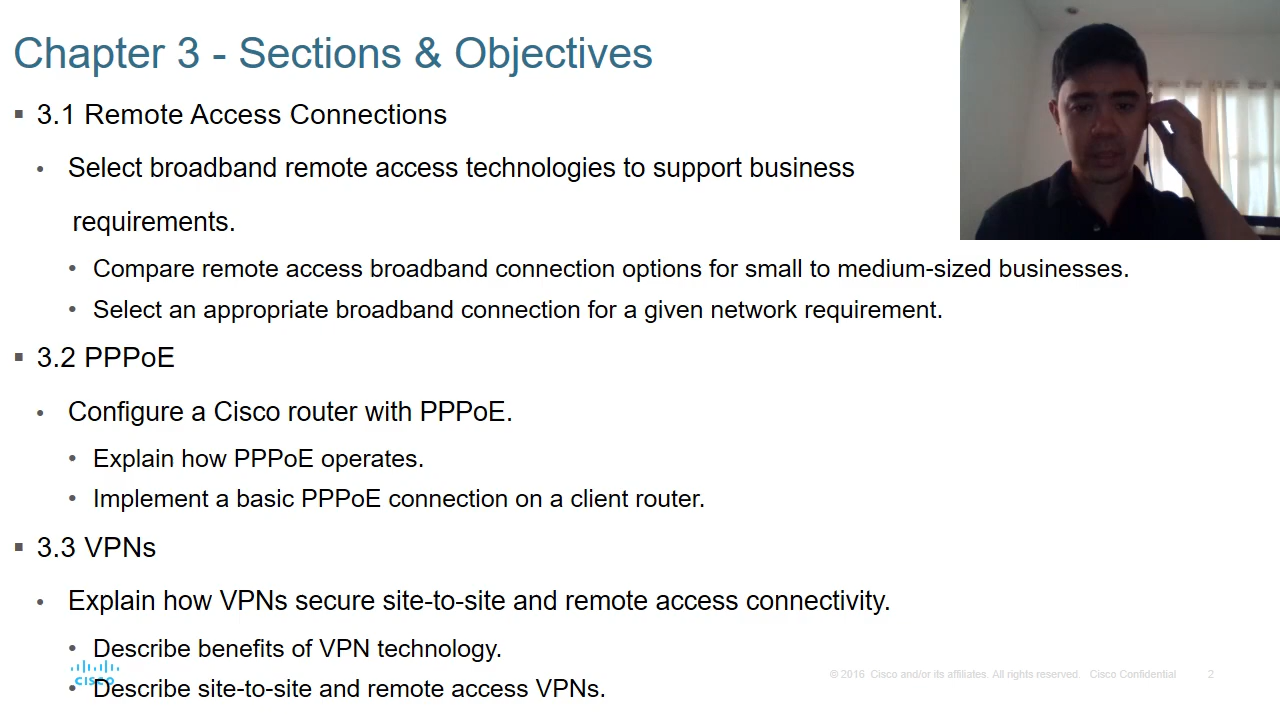 Chapter 3 - Sections & Objectives
▪ 3.1 Remote Access Connections
• Select broadband remote access technologies to support business
requirements.
• Compare remote access broadband connection options for small to medium-sized businesses.
• Select an appropriate broadband connection for a given network requirement.
▪ 3.2 PPPoE
• Configure a Cisco router with PPPoE.
• Explain how PPPoE operates.
• Implement a basic PPPoE connection on a client router.
▪ 3.3 VPNs
• Explain how VPNs secure site-to-site and remote access connectivity.
• Describe benefits of VPN technology.
CISCO
© 2016 Cisco and/or its affiliates. All rights reserved. Cisco Confidential 2
• Describe site-to-site and remote access VPNs.